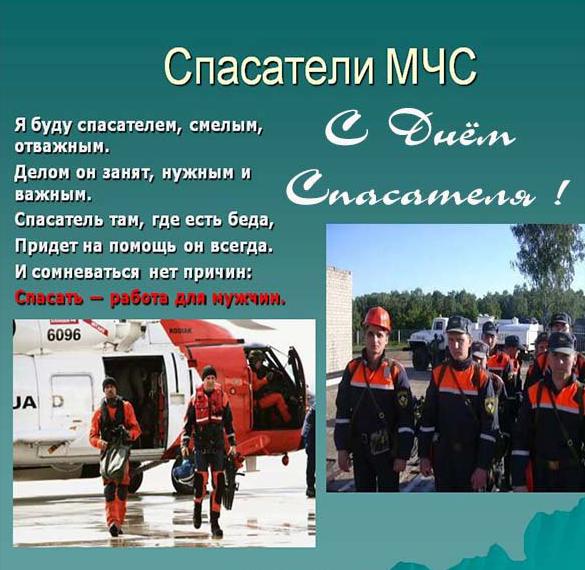 Спасатели МЧС
Я буду спасателем, смелым,
отважным.
Делом он занят, нужным и
важным.
Спасатель там, где есть беда,
Придет на помощь он всегда.
И сомневаться нет причин:
Спасать — работа для мужчин.
С Днём
Спасателя !
6096
KODIAK
UA
D